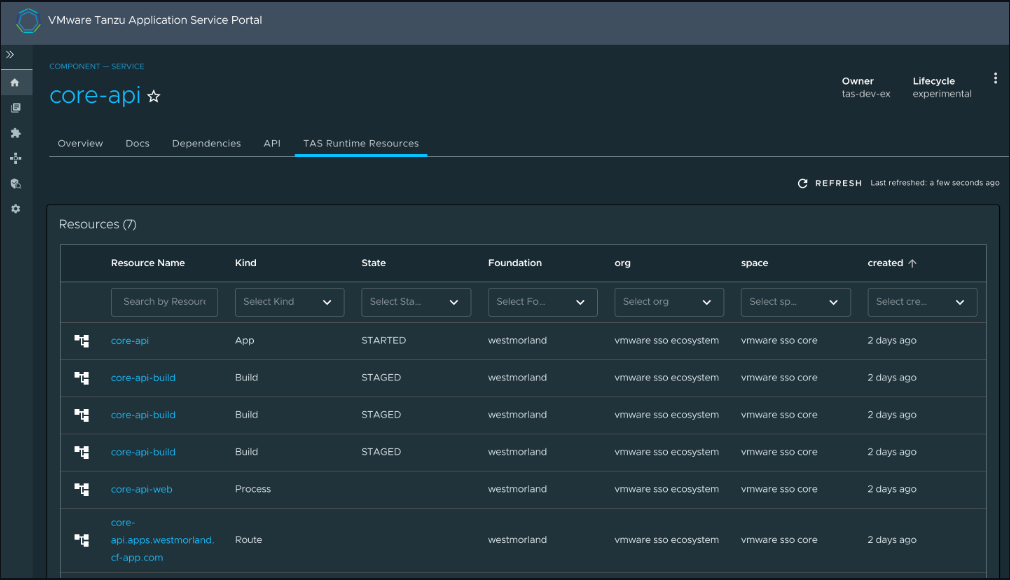 VMware Tanzu Application Service Portal
COMPONENT — SERVICE
core-api
Owner
tas-dev-ex
Lifecycle
experimental
Overview Docs Dependencies API TAS Runtime Resources
REFRESH Last refreshed: a few seconds ago
Resources (7)
Resource Name Kind State Foundation org space created
Search by Resourc Select Kind Select Sta... Select Fo... Select org Select sp... Select cre...
core-api App STARTED westmorland vmware sso ecosystem vmware sso core 2 days ago
core-api-build Build STAGED westmorland vmware sso ecosystem vmware sso core 2 days ago
core-api-build Build STAGED westmorland vmware sso ecosystem vmware sso core 2 days ago
core-api-build Build STAGED westmorland vmware sso ecosystem vmware sso core 2 days ago
core-api-web Process westmorland vmware sso ecosystem vmware sso core 2 days ago
core-
api.apps.westmorland. Route westmorland vmware sso ecosystem vmware sso core 2 days ago
cf-app.com